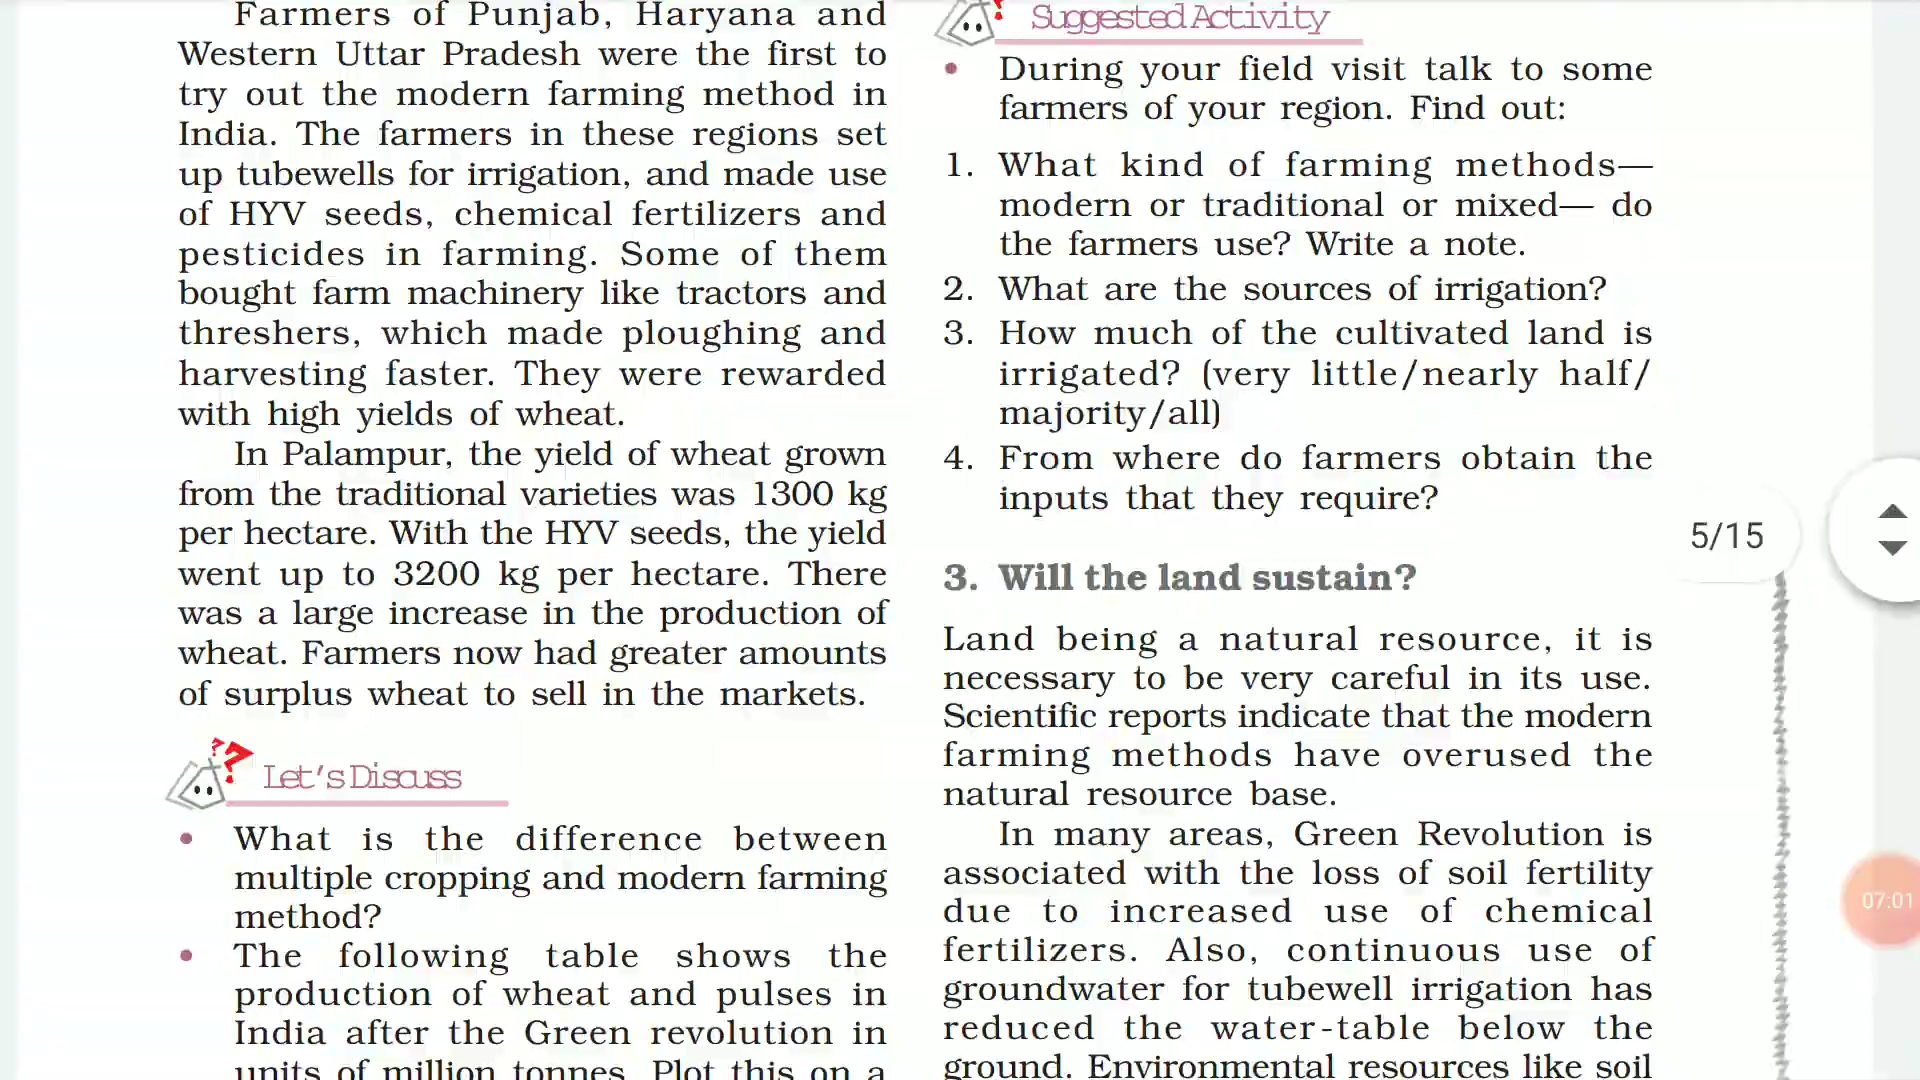 Farmers of Punjab, Haryana and
Western Uttar Pradesh were the first to
try out the modern farming method in
India. The farmers in these regions set
up tubewells for irrigation, and made use
of HYV seeds, chemical fertilizers and
pesticides in farming. Some of them
bought farm machinery like tractors and
threshers, which made ploughing and
harvesting faster. They were rewarded
with high yields of wheat.
In Palampur, the yield of wheat grown
from the traditional varieties was 1300 kg
per hectare. With the HYV seeds, the yield
went up to 3200 kg per hectare. There
was a large increase in the production of
wheat. Farmers now had greater amounts
of surplus wheat to sell in the markets.
??
Let's Discuss
• What is the difference between
multiple cropping and modern farming
method?
• The following table shows the
production of wheat and pulses in
India after the Green revolution in
units of million tonnes. Plot this on a
?
Suggested Activity
• During your field visit talk to some
farmers of your region. Find out:
1. What kind of farming methods—
modern or traditional or mixed— do
the farmers use? Write a note.
2. What are the sources of irrigation?
3. How much of the cultivated land is
irrigated? (very little/nearly half/
majority/all)
4. From where do farmers obtain the
inputs that they require?
3. Will the land sustain?
Land being a natural resource, it is
necessary to be very careful in its use.
Scientific reports indicate that the modern
farming methods have overused the
natural resource base.
In many areas, Green Revolution is
associated with the loss of soil fertility
due to increased use of chemical
fertilizers. Also, continuous use of
groundwater for tubewell irrigation has
reduced the water-table below the
ground. Environmental resources like soil
5/15
07:01